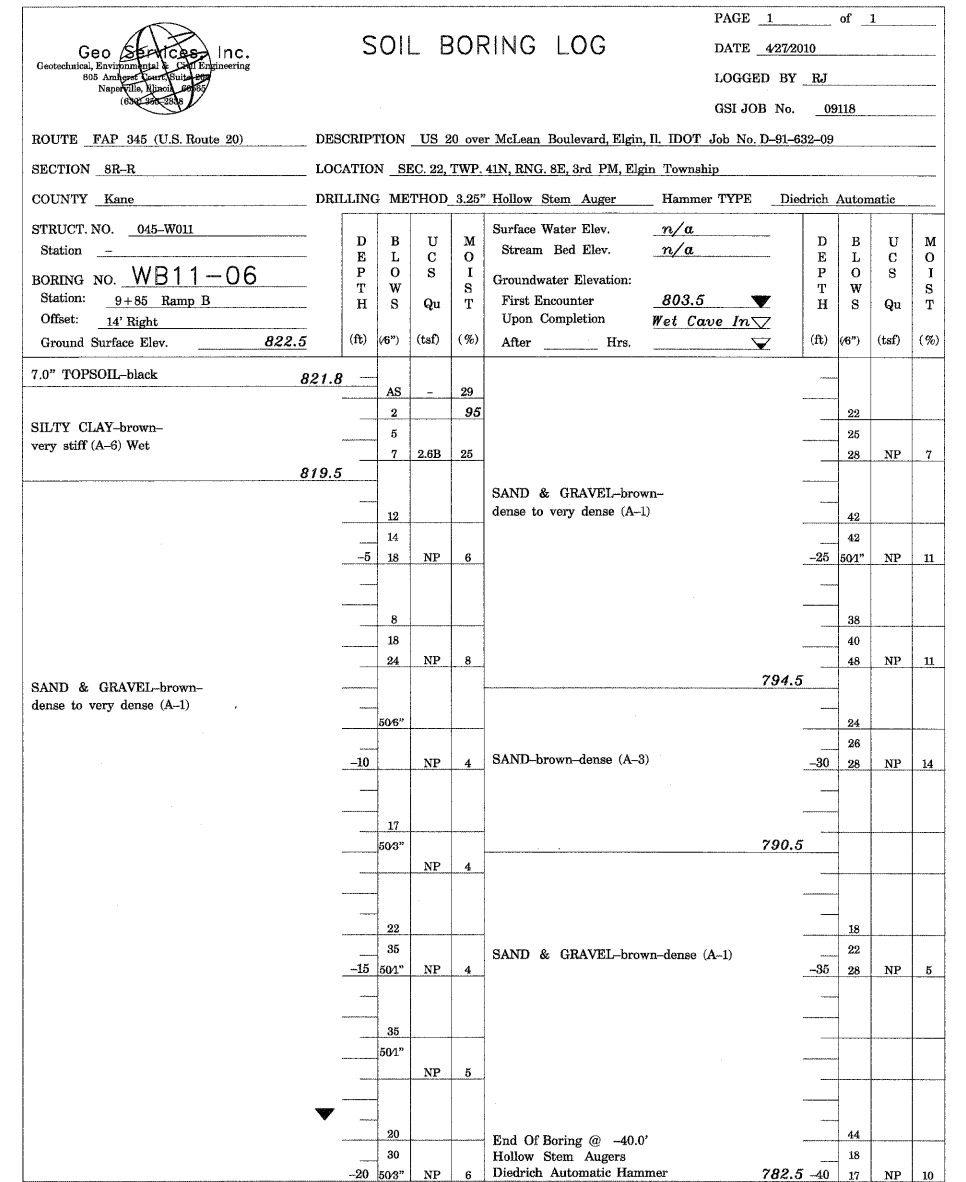 PAGE 1 of 1
Geo Services, Inc.
SOIL BORING LOG
DATE 4/27/2010
Geotechnical, Environmental & Civil Engineering
805 Amherst Court, Suite 204
Naperville, Illinois
LOGGED BY RJ
(630) 355-2838
GSI JOB No. 09118
ROUTE FAP 345 (U.S. Route 20) DESCRIPTION US 20 over McLean Boulevard, Elgin, Il. IDOT Job No. D-91-632-09
SECTION 8R-R LOCATION SEC. 22, TWP. 41N, RNG. 8E, 3rd PM, Elgin Township
COUNTY Kane DRILLING METHOD 3.25" Hollow Stem Auger Hammer TYPE Diedrich Automatic
STRUCT. NO. 045-W011
Station -
BORING NO. WB11-06
Station: 9+85 Ramp B
Offset: 14' Right
Ground Surface Elev. 822.5
DEPTH (ft) BLOWS (/6") UCS Qu (tsf) MOIST (%)
Surface Water Elev. n/a
Stream Bed Elev. n/a
Groundwater Elevation:
First Encounter 803.5
Upon Completion Wet Cave In
After Hrs.
DEPTH (ft) BLOWS (/6") UCS Qu (tsf) MOIST (%)
7.0" TOPSOIL-black 821.8
AS - 29
2 95
SILTY CLAY-brown-
5
very stiff (A-6) Wet
7 2.6B 25
819.5
12
14
-5 18 NP 6
8
18
24 NP 8
SAND & GRAVEL-brown-
dense to very dense (A-1)
50/6"
-10 NP 4
17
50/3"
NP 4
22
35
-15 50/1" NP 4
35
50/1"
NP 5
20
30
-20 50/3" NP 6
22
25
28 NP 7
SAND & GRAVEL-brown-
dense to very dense (A-1)
42
42
-25 50/1" NP 11
38
40
48 NP 11
794.5
24
26
SAND-brown-dense (A-3) -30 28 NP 14
790.5
18
22
SAND & GRAVEL-brown-dense (A-1)
-35 28 NP 5
44
End Of Boring @ -40.0'
Hollow Stem Augers 18
Diedrich Automatic Hammer 782.5 -40 17 NP 10